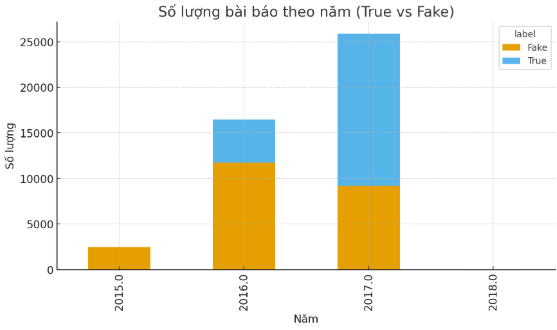 Số lượng bài báo theo năm (True vs Fake)
label
Fake
True
Số lượng
25000
20000
15000
10000
5000
0
2015.0
2016.0
2017.0
2018.0
Năm